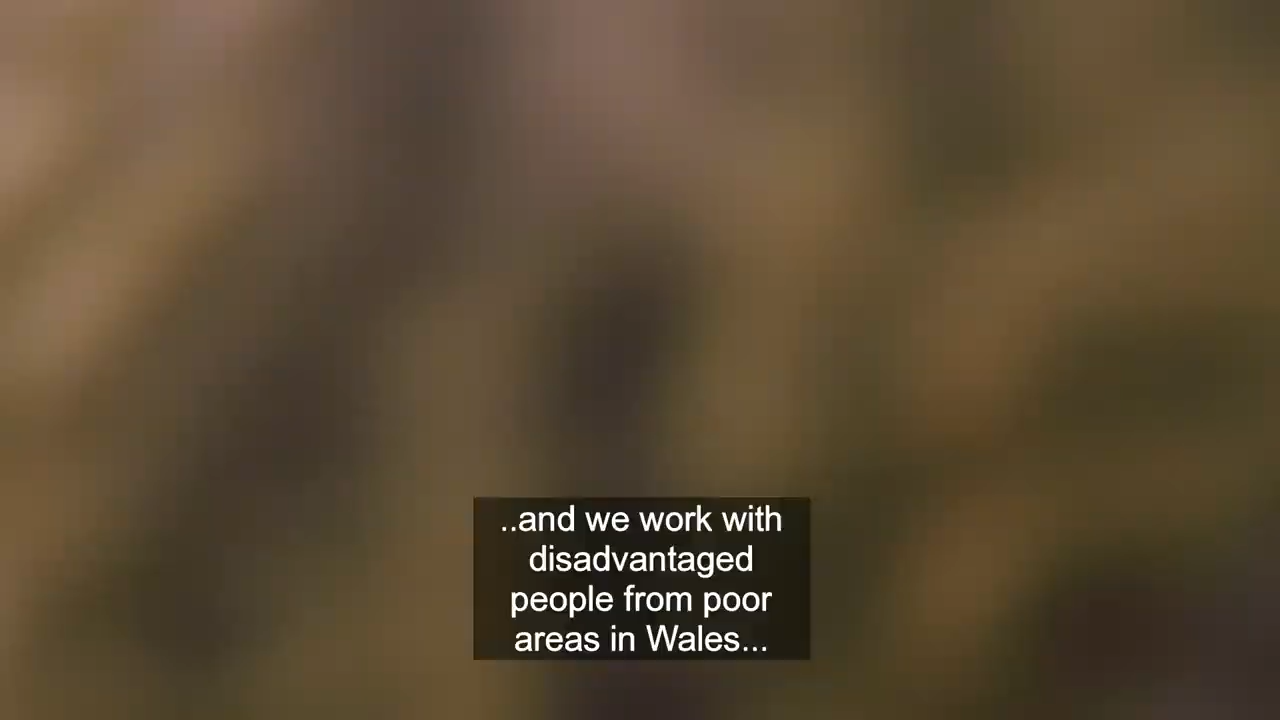 ..and we work with
disadvantaged
people from poor
areas in Wales...